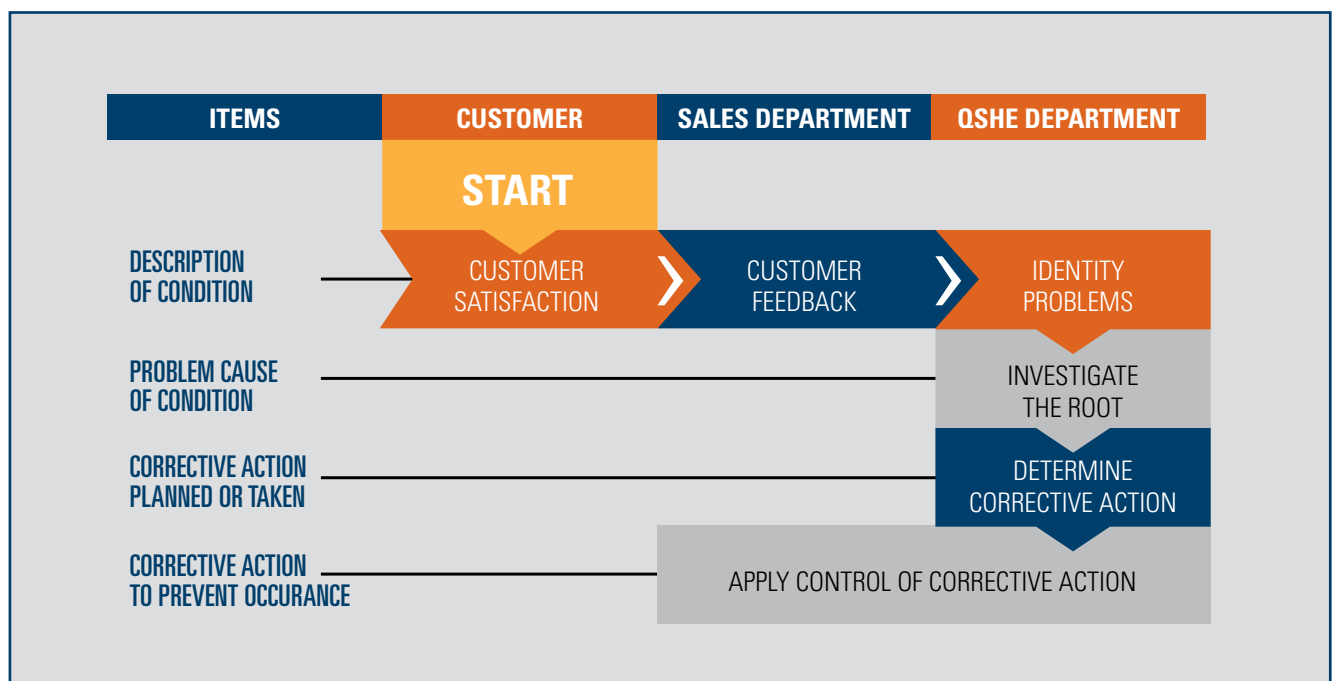 ITEMS
CUSTOMER
SALES DEPARTMENT
QSHE DEPARTMENT
START
DESCRIPTION
OF CONDITION
CUSTOMER
SATISFACTION
CUSTOMER
FEEDBACK
IDENTITY
PROBLEMS
PROBLEM CAUSE
OF CONDITION
INVESTIGATE
THE ROOT
CORRECTIVE ACTION
PLANNED OR TAKEN
DETERMINE
CORRECTIVE ACTION
CORRECTIVE ACTION
TO PREVENT OCCURANCE
APPLY CONTROL OF CORRECTIVE ACTION